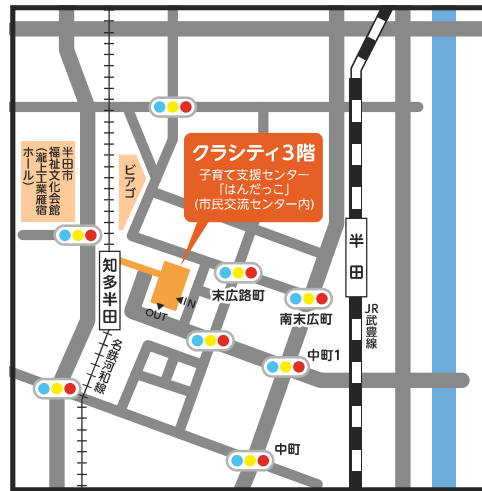 クラシティ3階
子育て支援センター
「はんだっこ」
(市民交流センター内)
半田市
福祉文化会館
(瀧上工業雁宿
ホール)
ピアゴ
知多半田
名鉄河和線
IN
OUT
末広路町
南末広町
半田
JR武豊線
中町1
中町